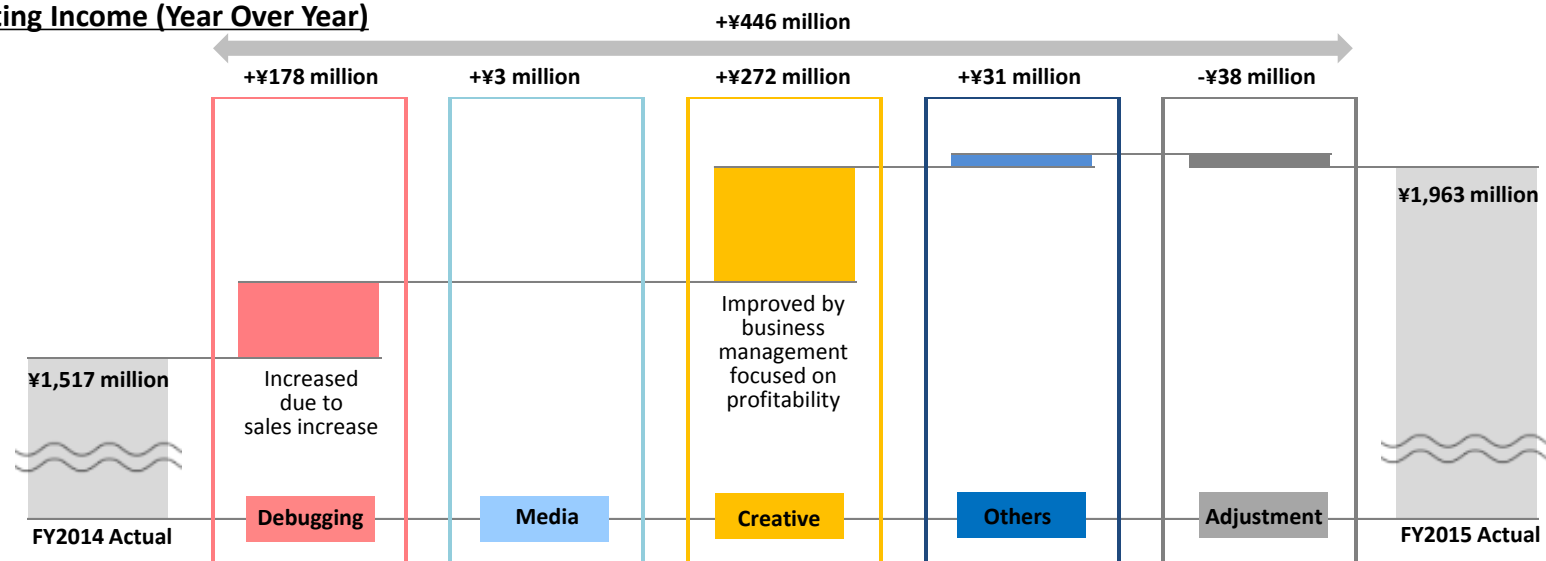 ting Income (Year Over Year)
+¥446 million
+¥178 million
+¥3 million
+¥272 million
+¥31 million
-¥38 million
¥1,963 million
¥1,517 million
Increased
due to
sales increase
Improved by
business
management
focused on
profitability
FY2014 Actual
Debugging
Media
Creative
Others
Adjustment
FY2015 Actual